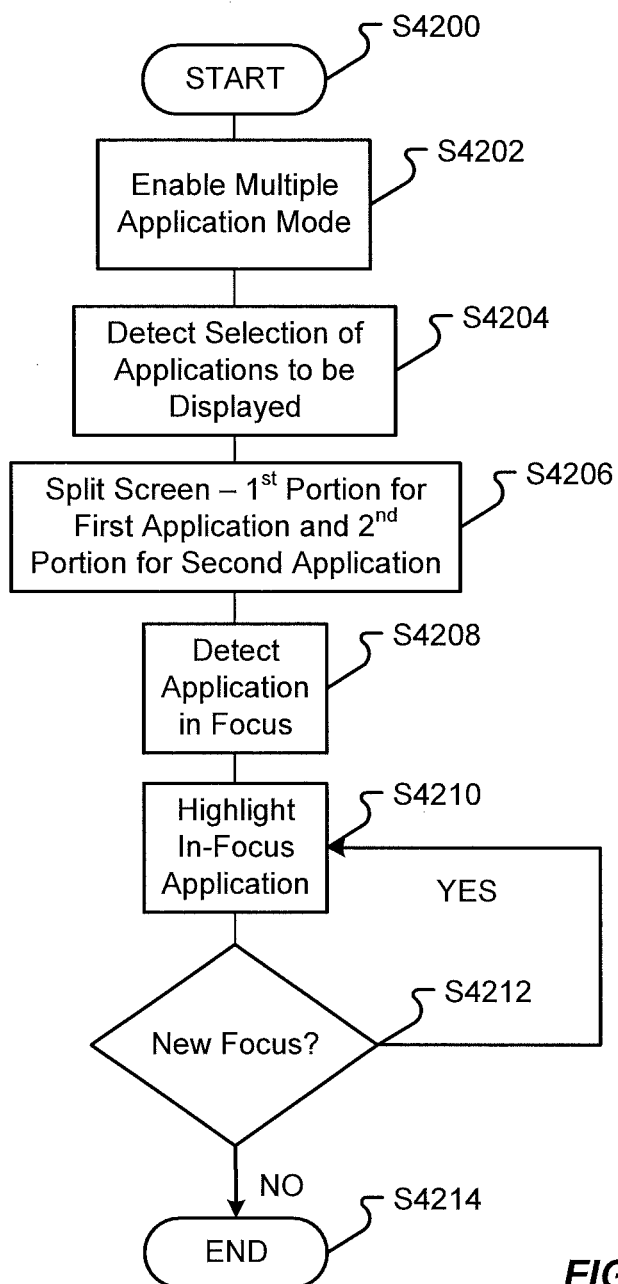 S4200
START
S4202
Enable Multiple
Application Mode
S4204
Detect Selection of
Applications to be
Displayed
S4206
Split Screen – 1st Portion for
First Application and 2nd
Portion for Second Application
S4208
Detect
Application
in Focus
S4210
Highlight
In-Focus
Application
YES
S4212
New Focus?
NO
S4214
END
FIG